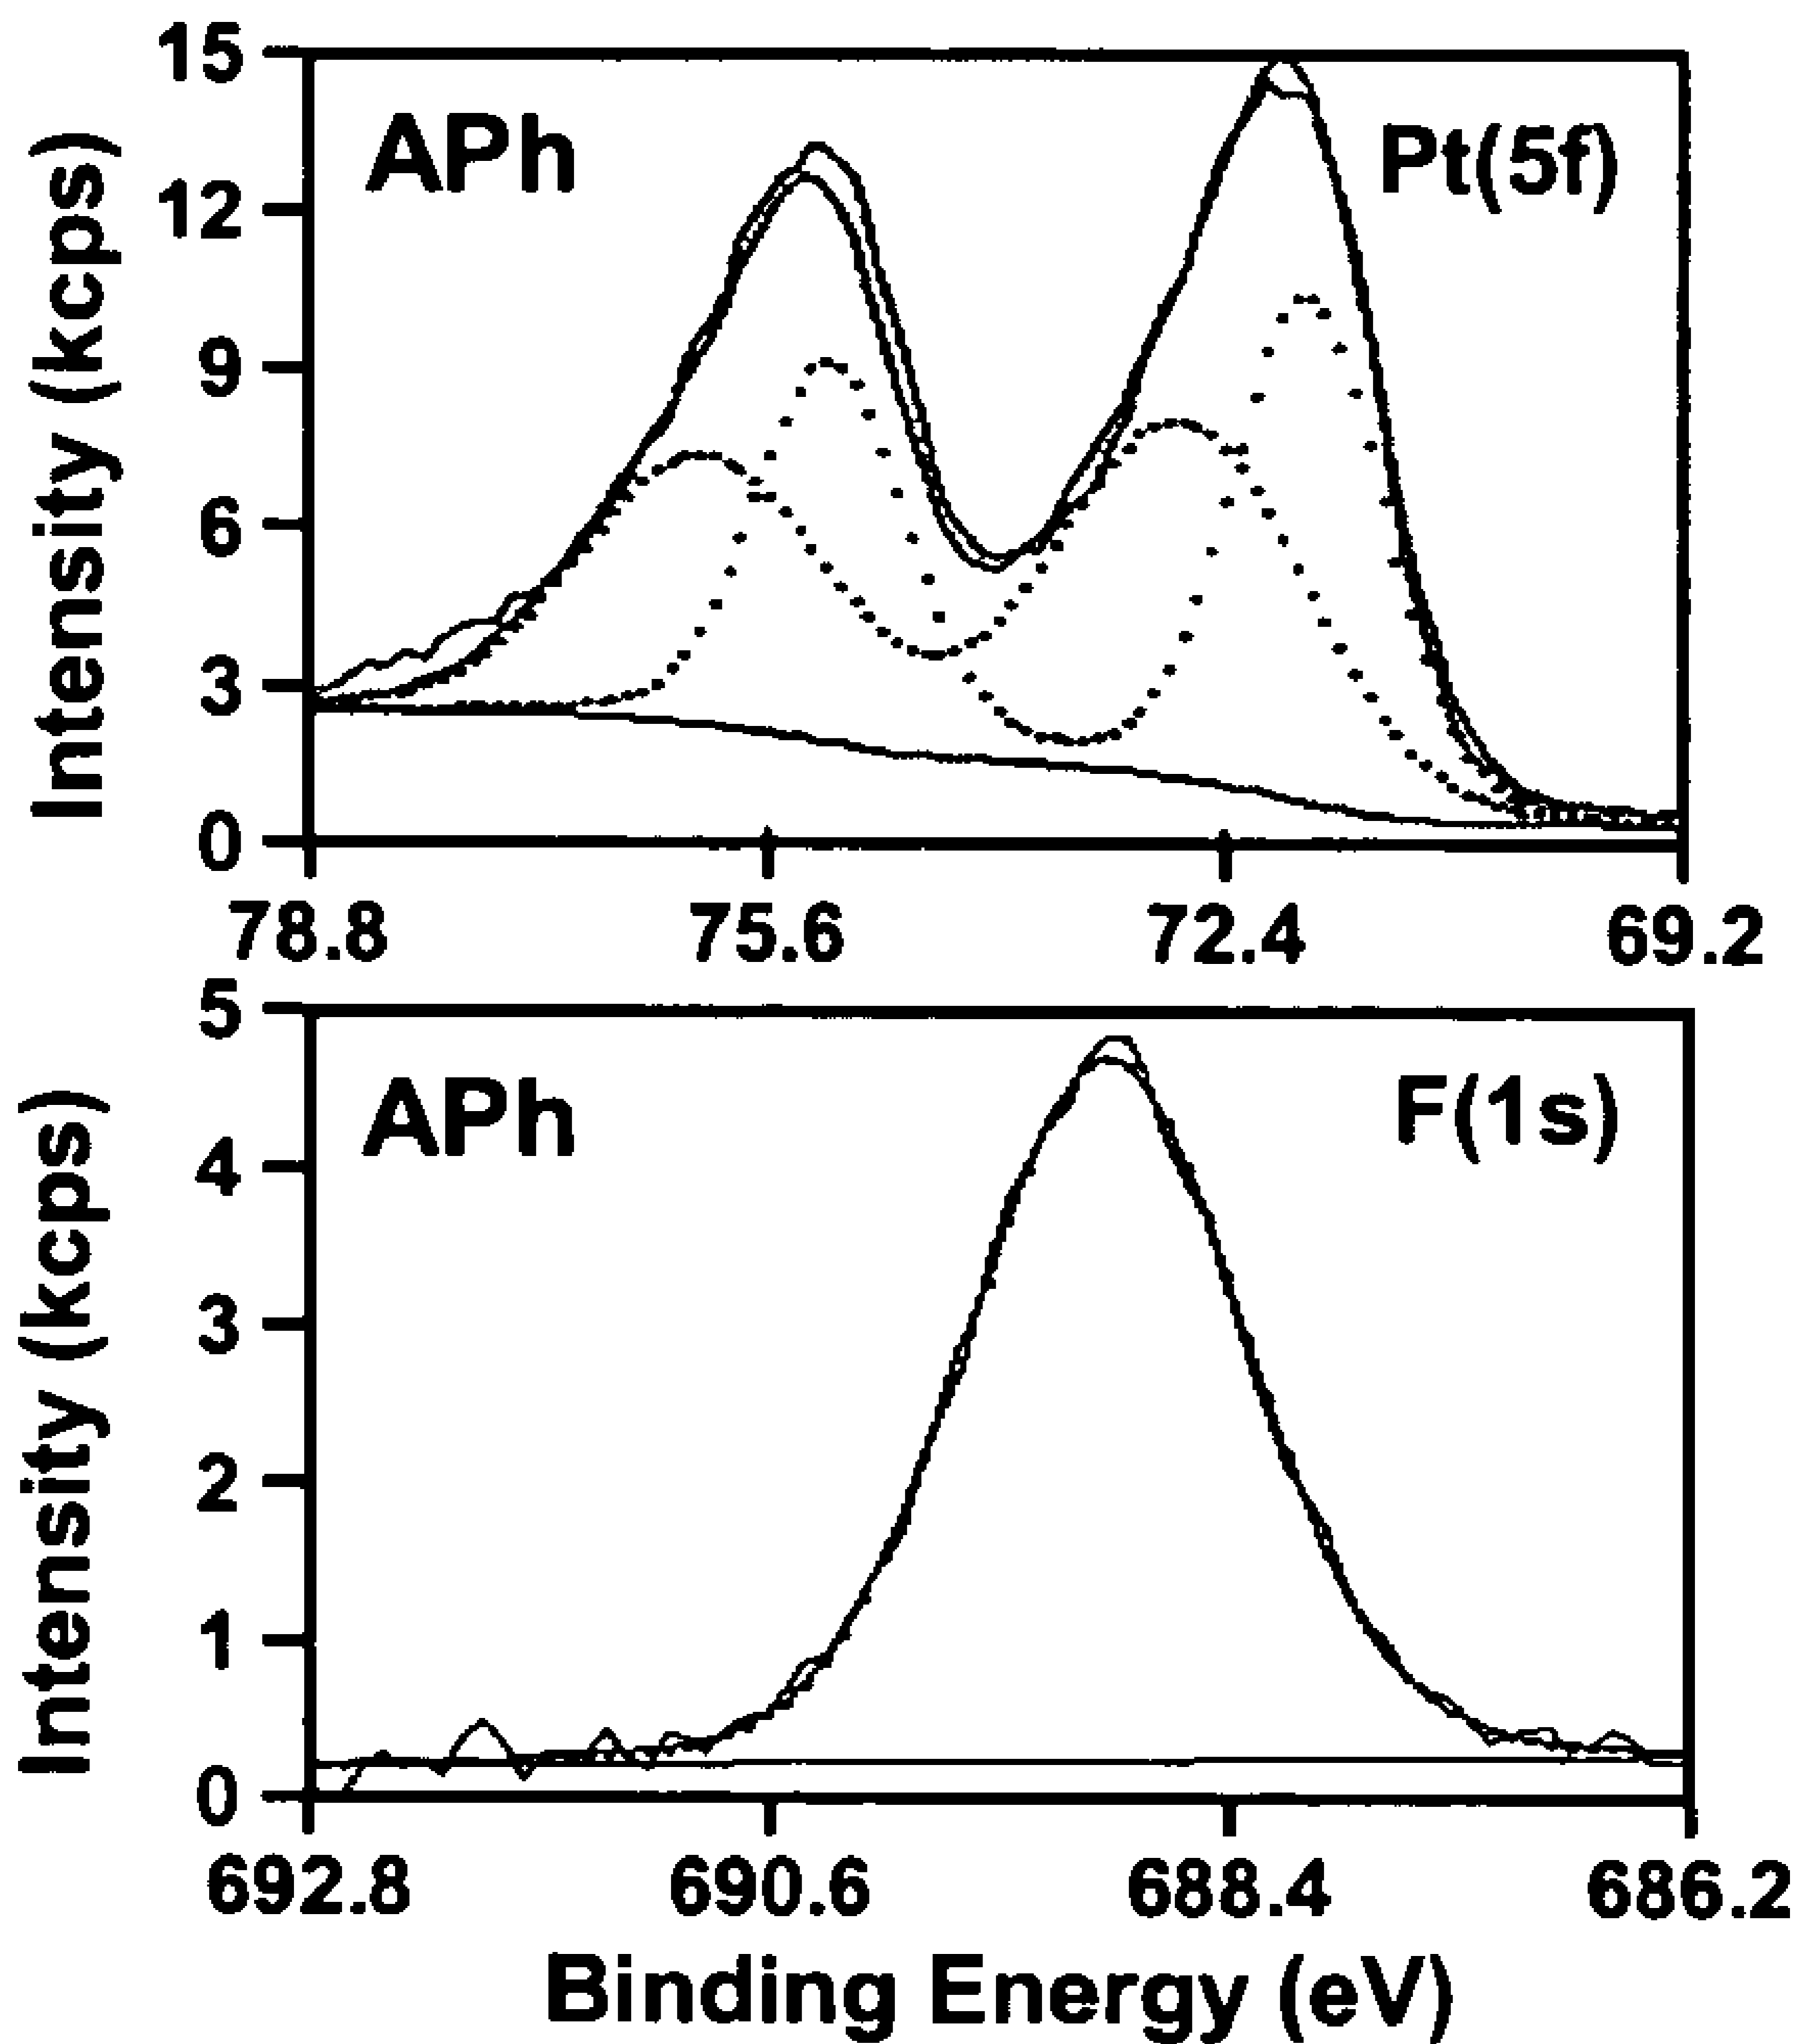 15
APh
Pt(5f)
12
9
6
3
0
Intensity (kcps)
78.8 75.6 72.4 69.2
5
APh
F(1s)
4
3
2
1
0
Intensity (kcps)
692.8 690.6 688.4 686.2
Binding Energy (eV)